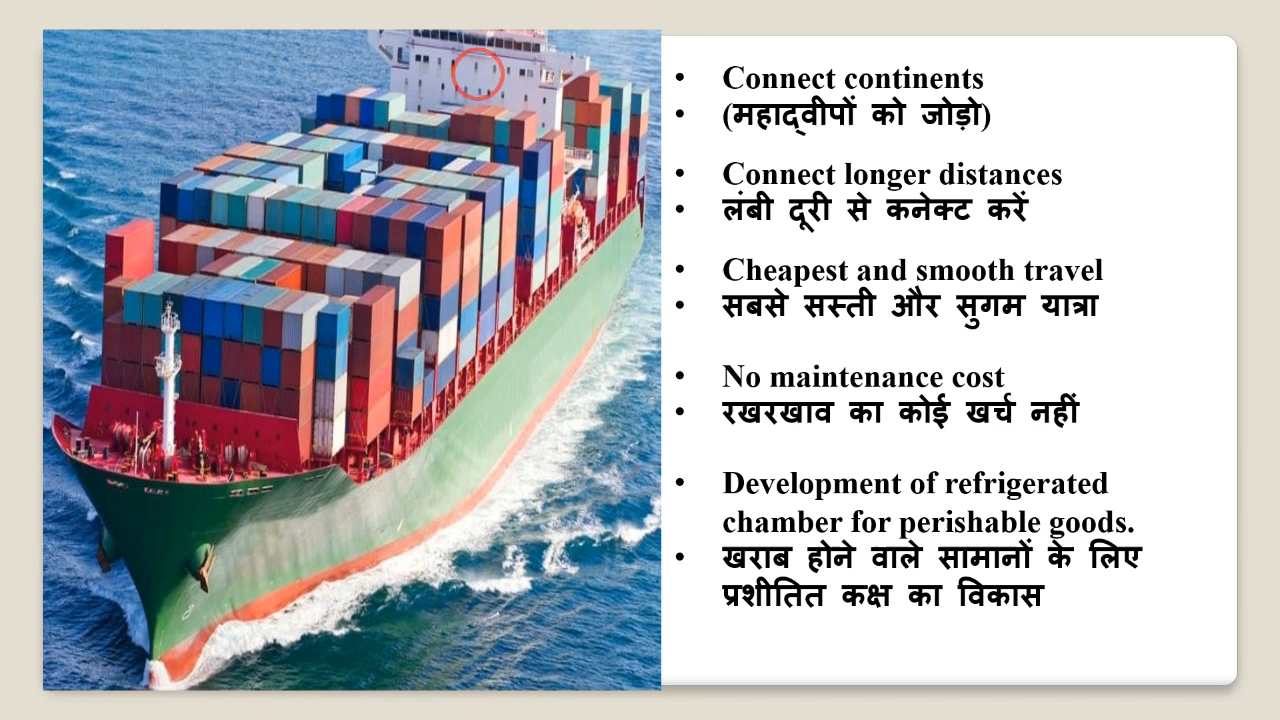 • Connect continents
• (महाद्वीपों को जोड़ो)
• Connect longer distances
• लंबी दूरी से कनेक्ट करें
• Cheapest and smooth travel
• सबसे सस्ती और सुगम यात्रा
• No maintenance cost
• रखरखाव का कोई खर्च नहीं
• Development of refrigerated
chamber for perishable goods.
• खराब होने वाले सामानों के लिए
प्रशीतित कक्ष का विकास